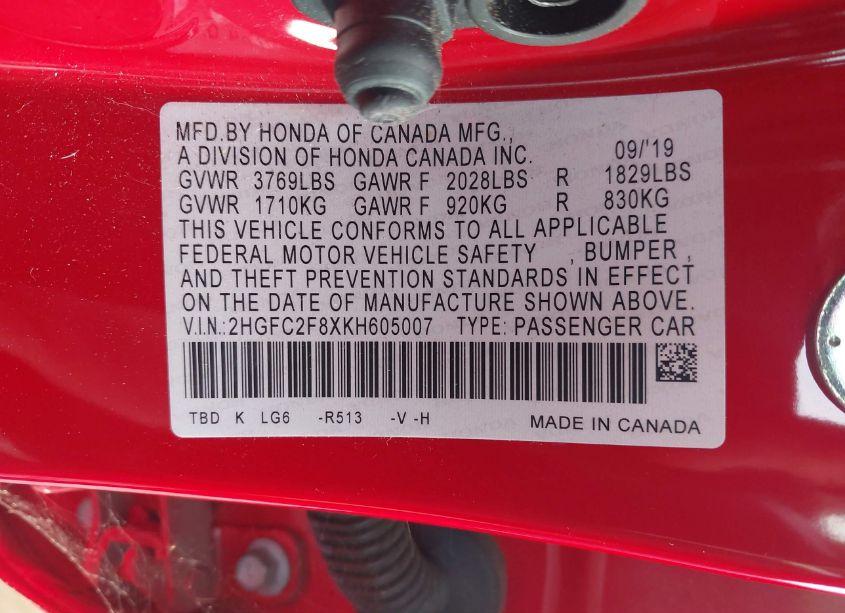 MFD.BY HONDA OF CANADA MFG.,
A DIVISION OF HONDA CANADA INC. 09/'19
GVWR 3769LBS GAWR F 2028LBS R 1829LBS
GVWR 1710KG GAWR F 920KG R 830KG
THIS VEHICLE CONFORMS TO ALL APPLICABLE
FEDERAL MOTOR VEHICLE SAFETY , BUMPER ,
AND THEFT PREVENTION STANDARDS IN EFFECT
ON THE DATE OF MANUFACTURE SHOWN ABOVE.
V.I.N.:2HGFC2F8XKH605007 TYPE: PASSENGER CAR
TBD K LG6 -R513 -V -H MADE IN CANADA